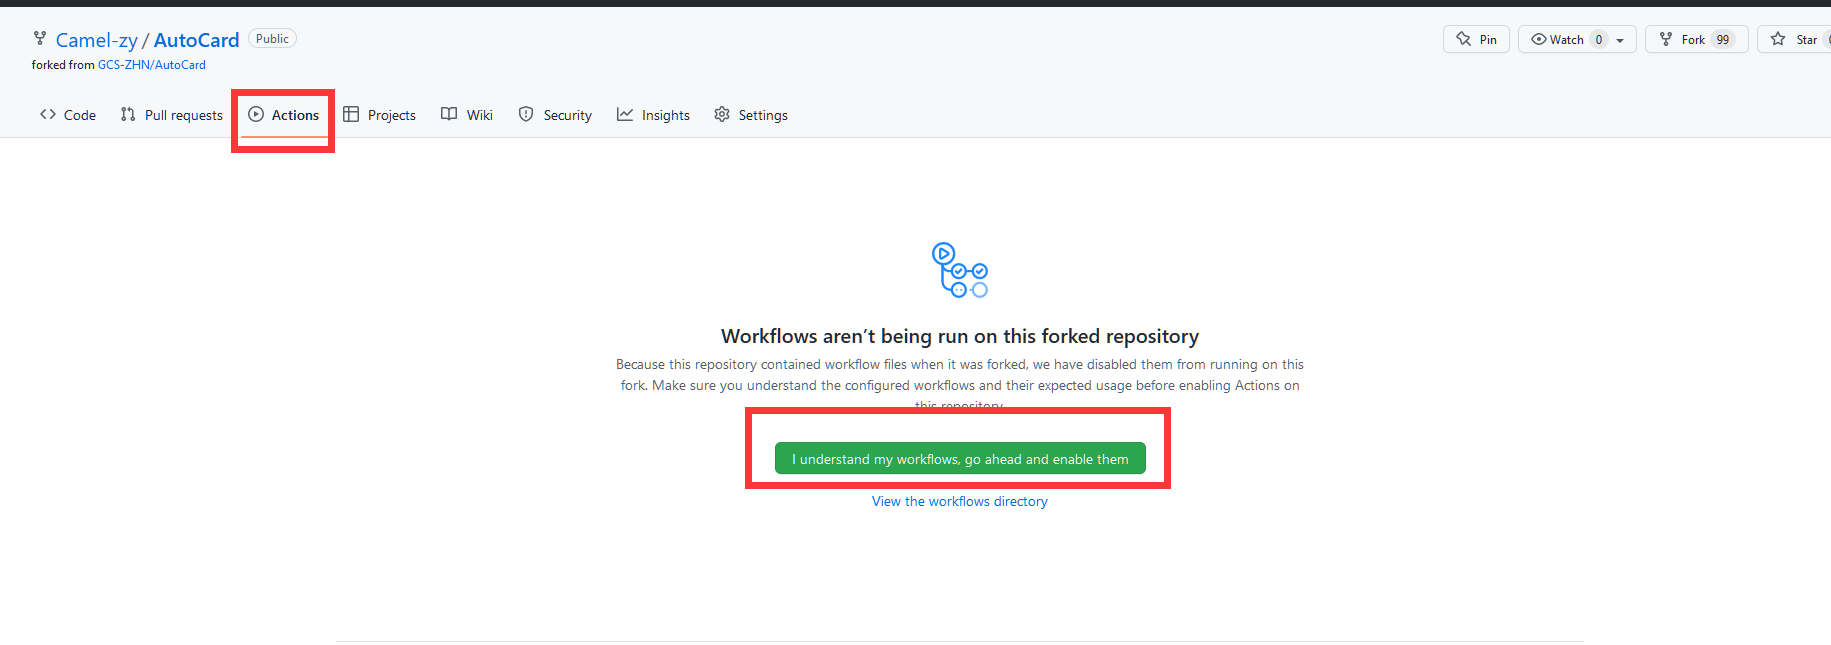 Camel-zy / AutoCard Public
Pin Watch 0 Fork 99 Star
forked from GCS-ZHN/AutoCard
Code Pull requests Actions Projects Wiki Security Insights Settings
Workflows aren’t being run on this forked repository
Because this repository contained workflow files when it was forked, we have disabled them from running on this
fork. Make sure you understand the configured workflows and their expected usage before enabling Actions on
this repository.
I understand my workflows, go ahead and enable them
View the workflows directory